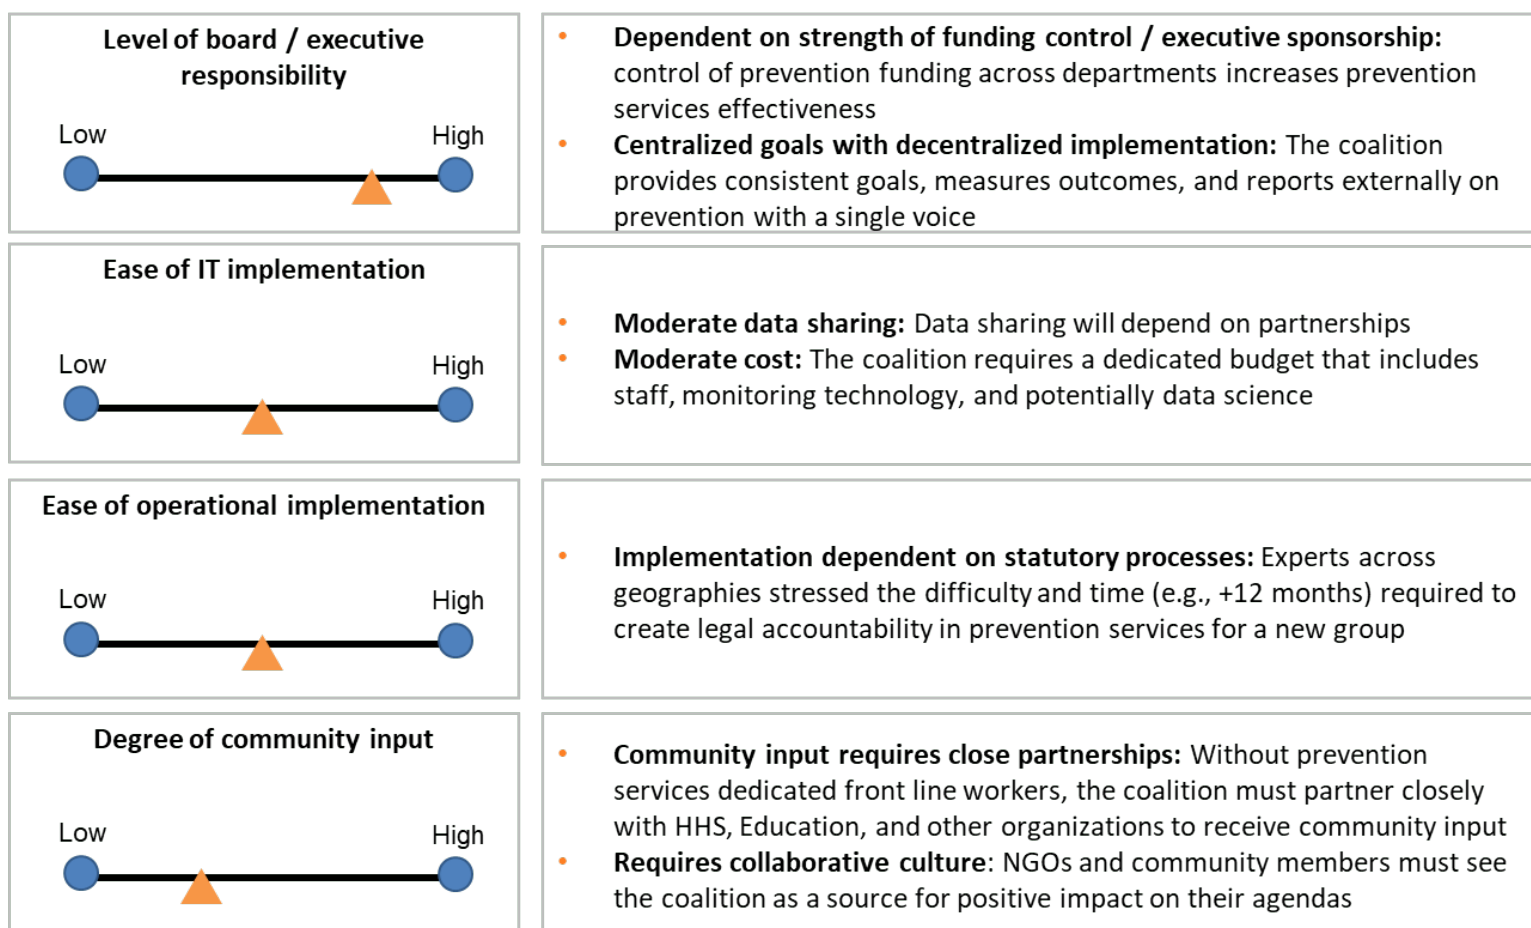 Level of board / executive
responsibility
Low High
• Dependent on strength of funding control / executive sponsorship:
control of prevention funding across departments increases prevention
services effectiveness
• Centralized goals with decentralized implementation: The coalition
provides consistent goals, measures outcomes, and reports externally on
prevention with a single voice
Ease of IT implementation
Low High
• Moderate data sharing: Data sharing will depend on partnerships
• Moderate cost: The coalition requires a dedicated budget that includes
staff, monitoring technology, and potentially data science
Ease of operational implementation
Low High
• Implementation dependent on statutory processes: Experts across
geographies stressed the difficulty and time (e.g., +12 months) required to
create legal accountability in prevention services for a new group
Degree of community input
Low High
• Community input requires close partnerships: Without prevention
services dedicated front line workers, the coalition must partner closely
with HHS, Education, and other organizations to receive community input
• Requires collaborative culture: NGOs and community members must see
the coalition as a source for positive impact on their agendas